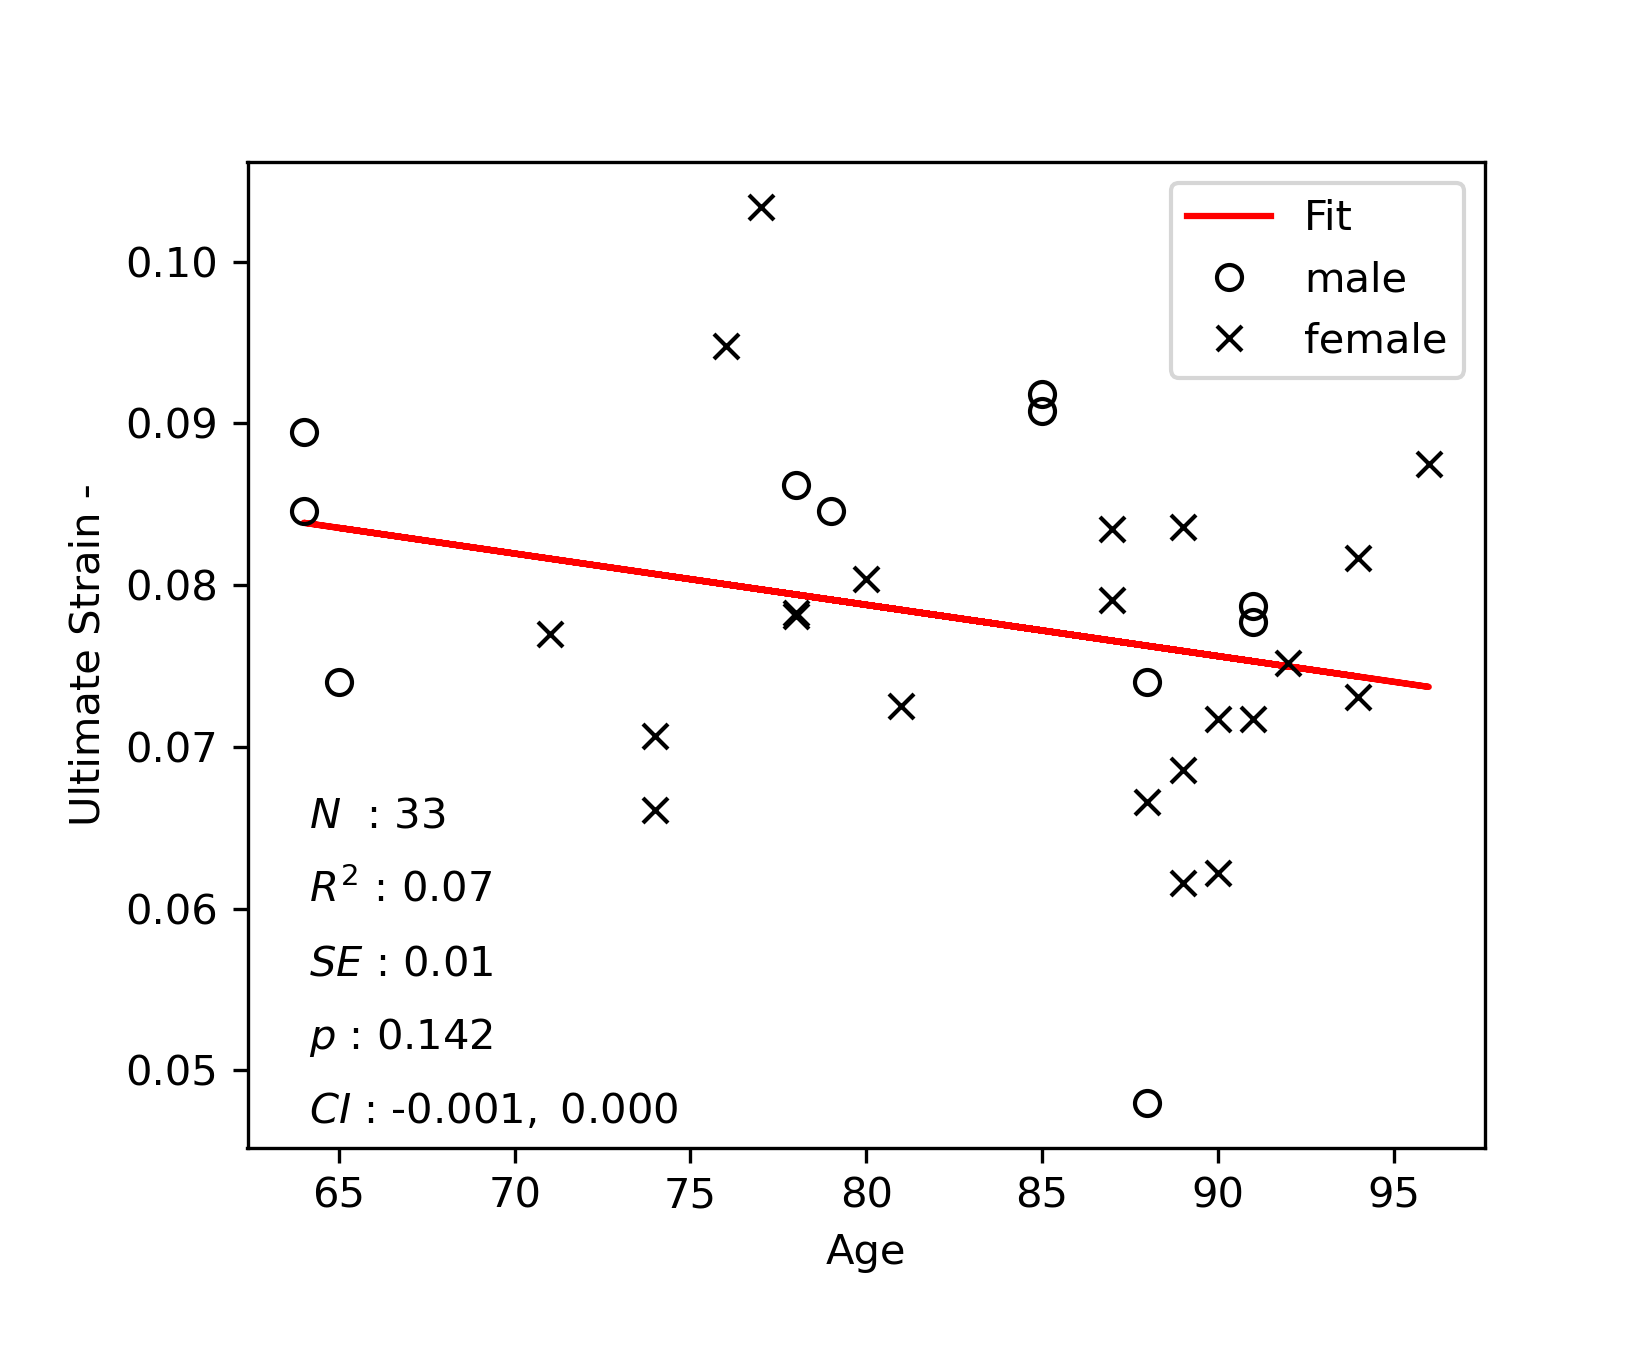 Fit
male
female
0.10
0.09
0.08
0.07
0.06
0.05
Ultimate Strain -
N : 33
R² : 0.07
SE : 0.01
p : 0.142
CI : -0.001, 0.000
65 70 75 80 85 90 95
Age